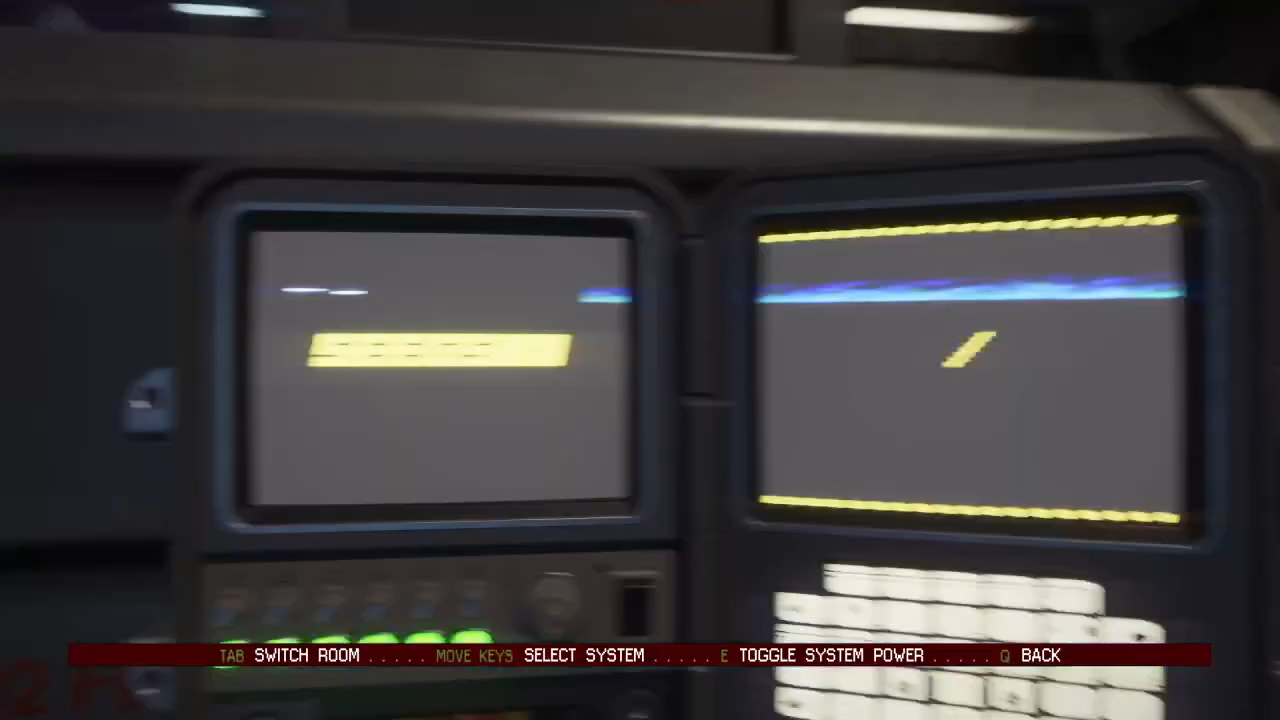 TAB SWITCH ROOM ..... MOVE KEYS SELECT SYSTEM ..... E TOGGLE SYSTEM POWER ..... Q BACK